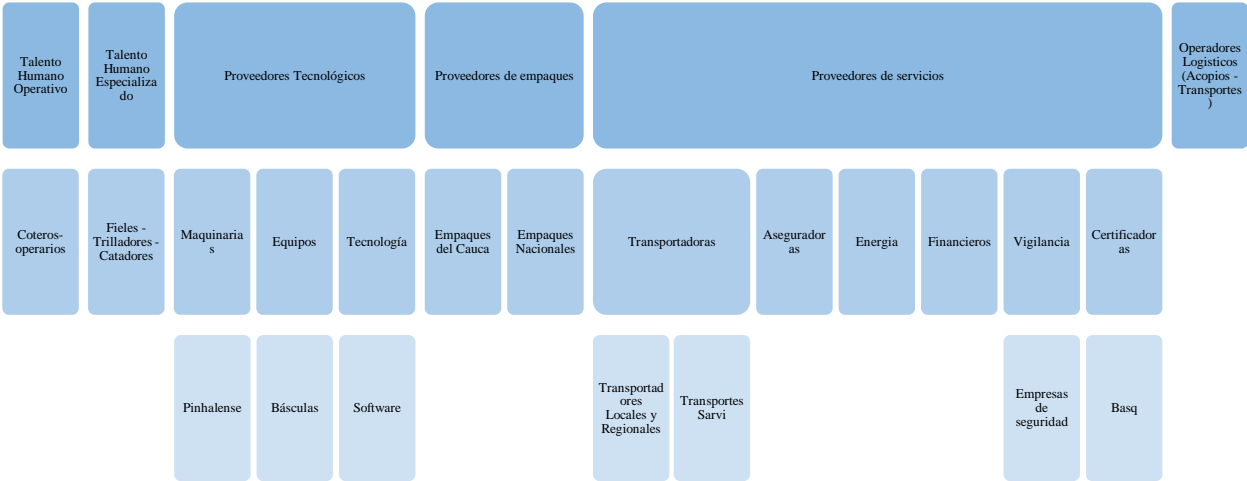 Talento
Humano
Operativo
Talento
Humano
Especializa
do
Proveedores Tecnológicos
Proveedores de empaques
Proveedores de servicios
Operadores
Logisticos
(Acopios -
Transportes
)
Coteros-
operarios
Fieles -
Trilladores -
Catadores
Maquinaria
s
Equipos
Tecnología
Empaques
del Cauca
Empaques
Nacionales
Transportadoras
Asegurador
as
Energia
Financieros
Vigilancia
Certificador
as
Pinhalense
Básculas
Software
Transportad
ores
Locales y
Regionales
Transportes
Sarvi
Empresas
de
seguridad
Basq